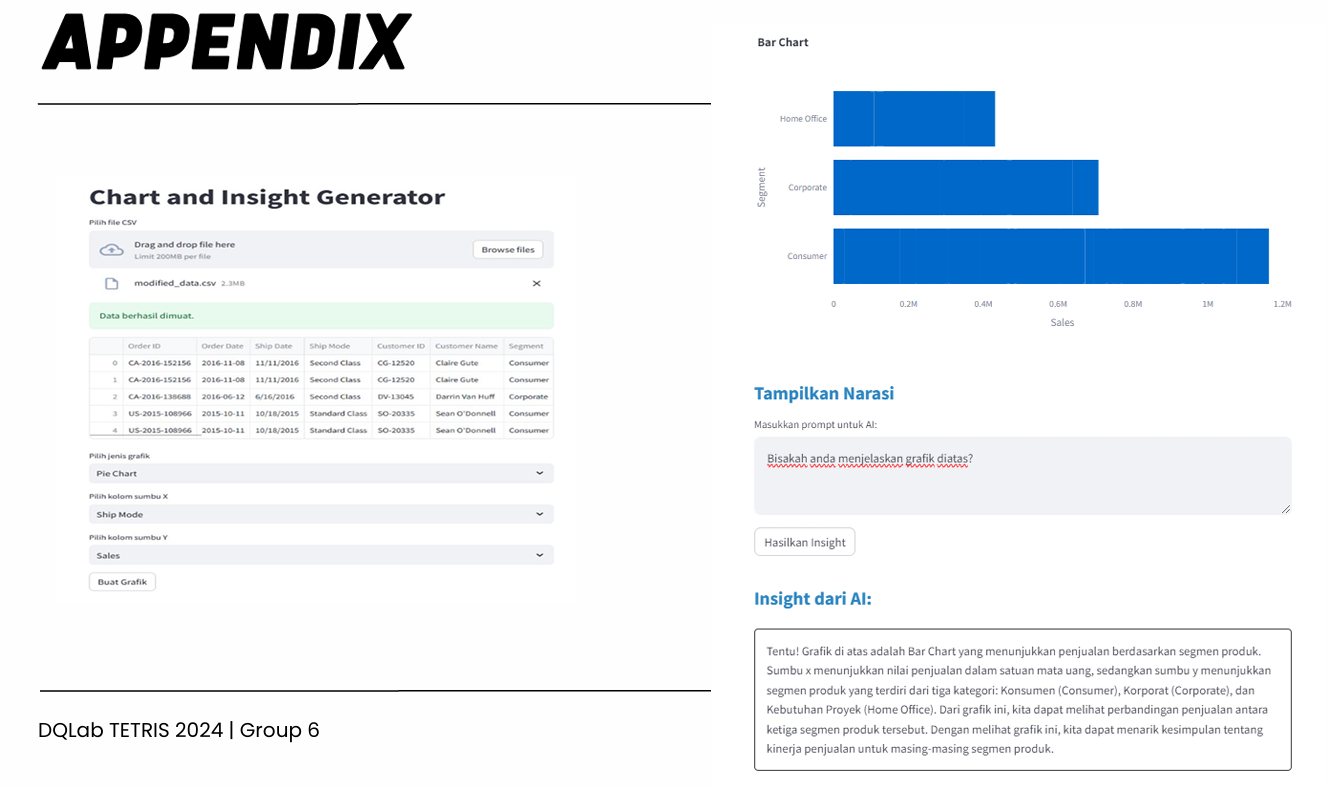 APPENDIX
Chart and Insight Generator
Pilih file CSV
Drag and drop file here
Limit 200MB per file
Browse files
modified_data.csv 2.3MB
Data berhasil dimuat.
Order ID Order Date Ship Date Ship Mode Customer ID Customer Name Segment
0 CA-2016-152156 2016-11-08 11/11/2016 Second Class CG-12520 Claire Gute Consumer
1 CA-2016-152156 2016-11-08 11/11/2016 Second Class CG-12520 Claire Gute Consumer
2 CA-2016-138688 2016-06-12 6/16/2016 Second Class DV-13045 Darrin Van Huff Corporate
3 US-2015-108966 2015-10-11 10/18/2015 Standard Class SO-20335 Sean O'Donnell Consumer
4 US-2015-108966 2015-10-11 10/18/2015 Standard Class SO-20335 Sean O'Donnell Consumer
Pilih jenis grafik
Pie Chart
Pilih kolom sumbu X
Ship Mode
Pilih kolom sumbu Y
Sales
Buat Grafik
DQLab TETRIS 2024 | Group 6
Bar Chart
Segment
Home Office
Corporate
Consumer
0 0.2M 0.4M 0.6M 0.8M 1M 1.2M
Sales
Tampilkan Narasi
Masukkan prompt untuk AI:
Bisakah anda menjelaskan grafik diatas?
Hasilkan Insight
Insight dari AI:
Tentu! Grafik di atas adalah Bar Chart yang menunjukkan penjualan berdasarkan segmen produk.
Sumbu x menunjukkan nilai penjualan dalam satuan mata uang, sedangkan sumbu y menunjukkan
segmen produk yang terdiri dari tiga kategori: Konsumen (Consumer), Korporat (Corporate), dan
Kebutuhan Proyek (Home Office). Dari grafik ini, kita dapat melihat perbandingan penjualan antara
ketiga segmen produk tersebut. Dengan melihat grafik ini, kita dapat menarik kesimpulan tentang
kinerja penjualan untuk masing-masing segmen produk.